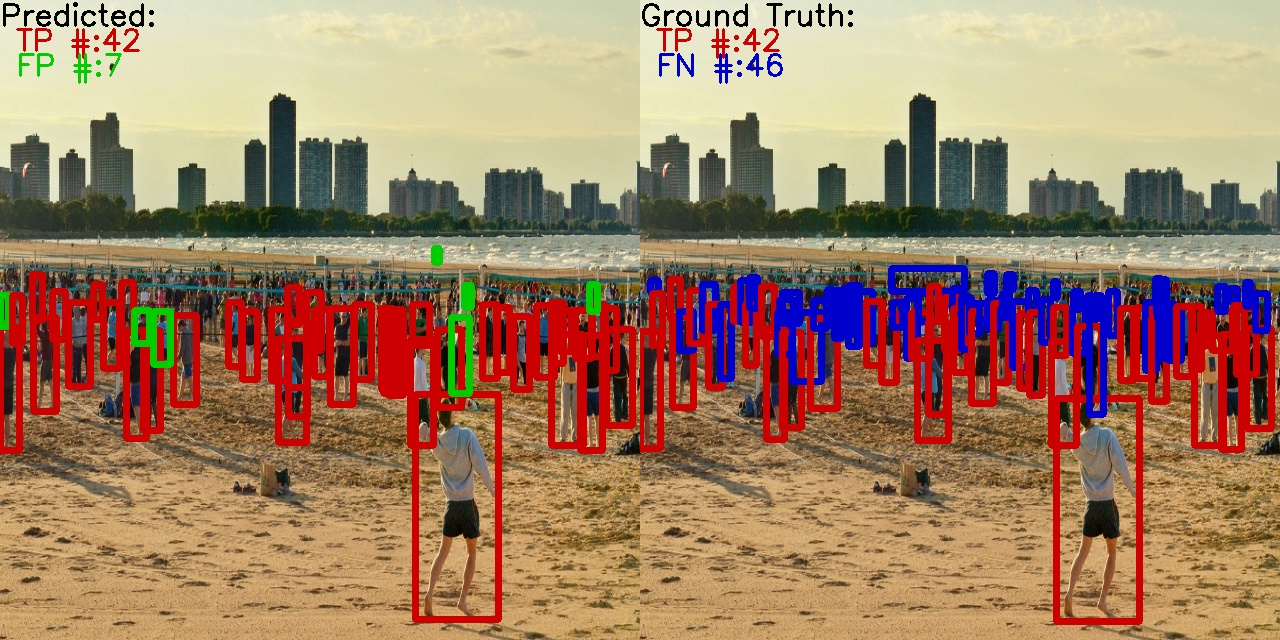 Predicted:
TP #:42
FP #:7
Ground Truth:
TP #:42
FN #:46